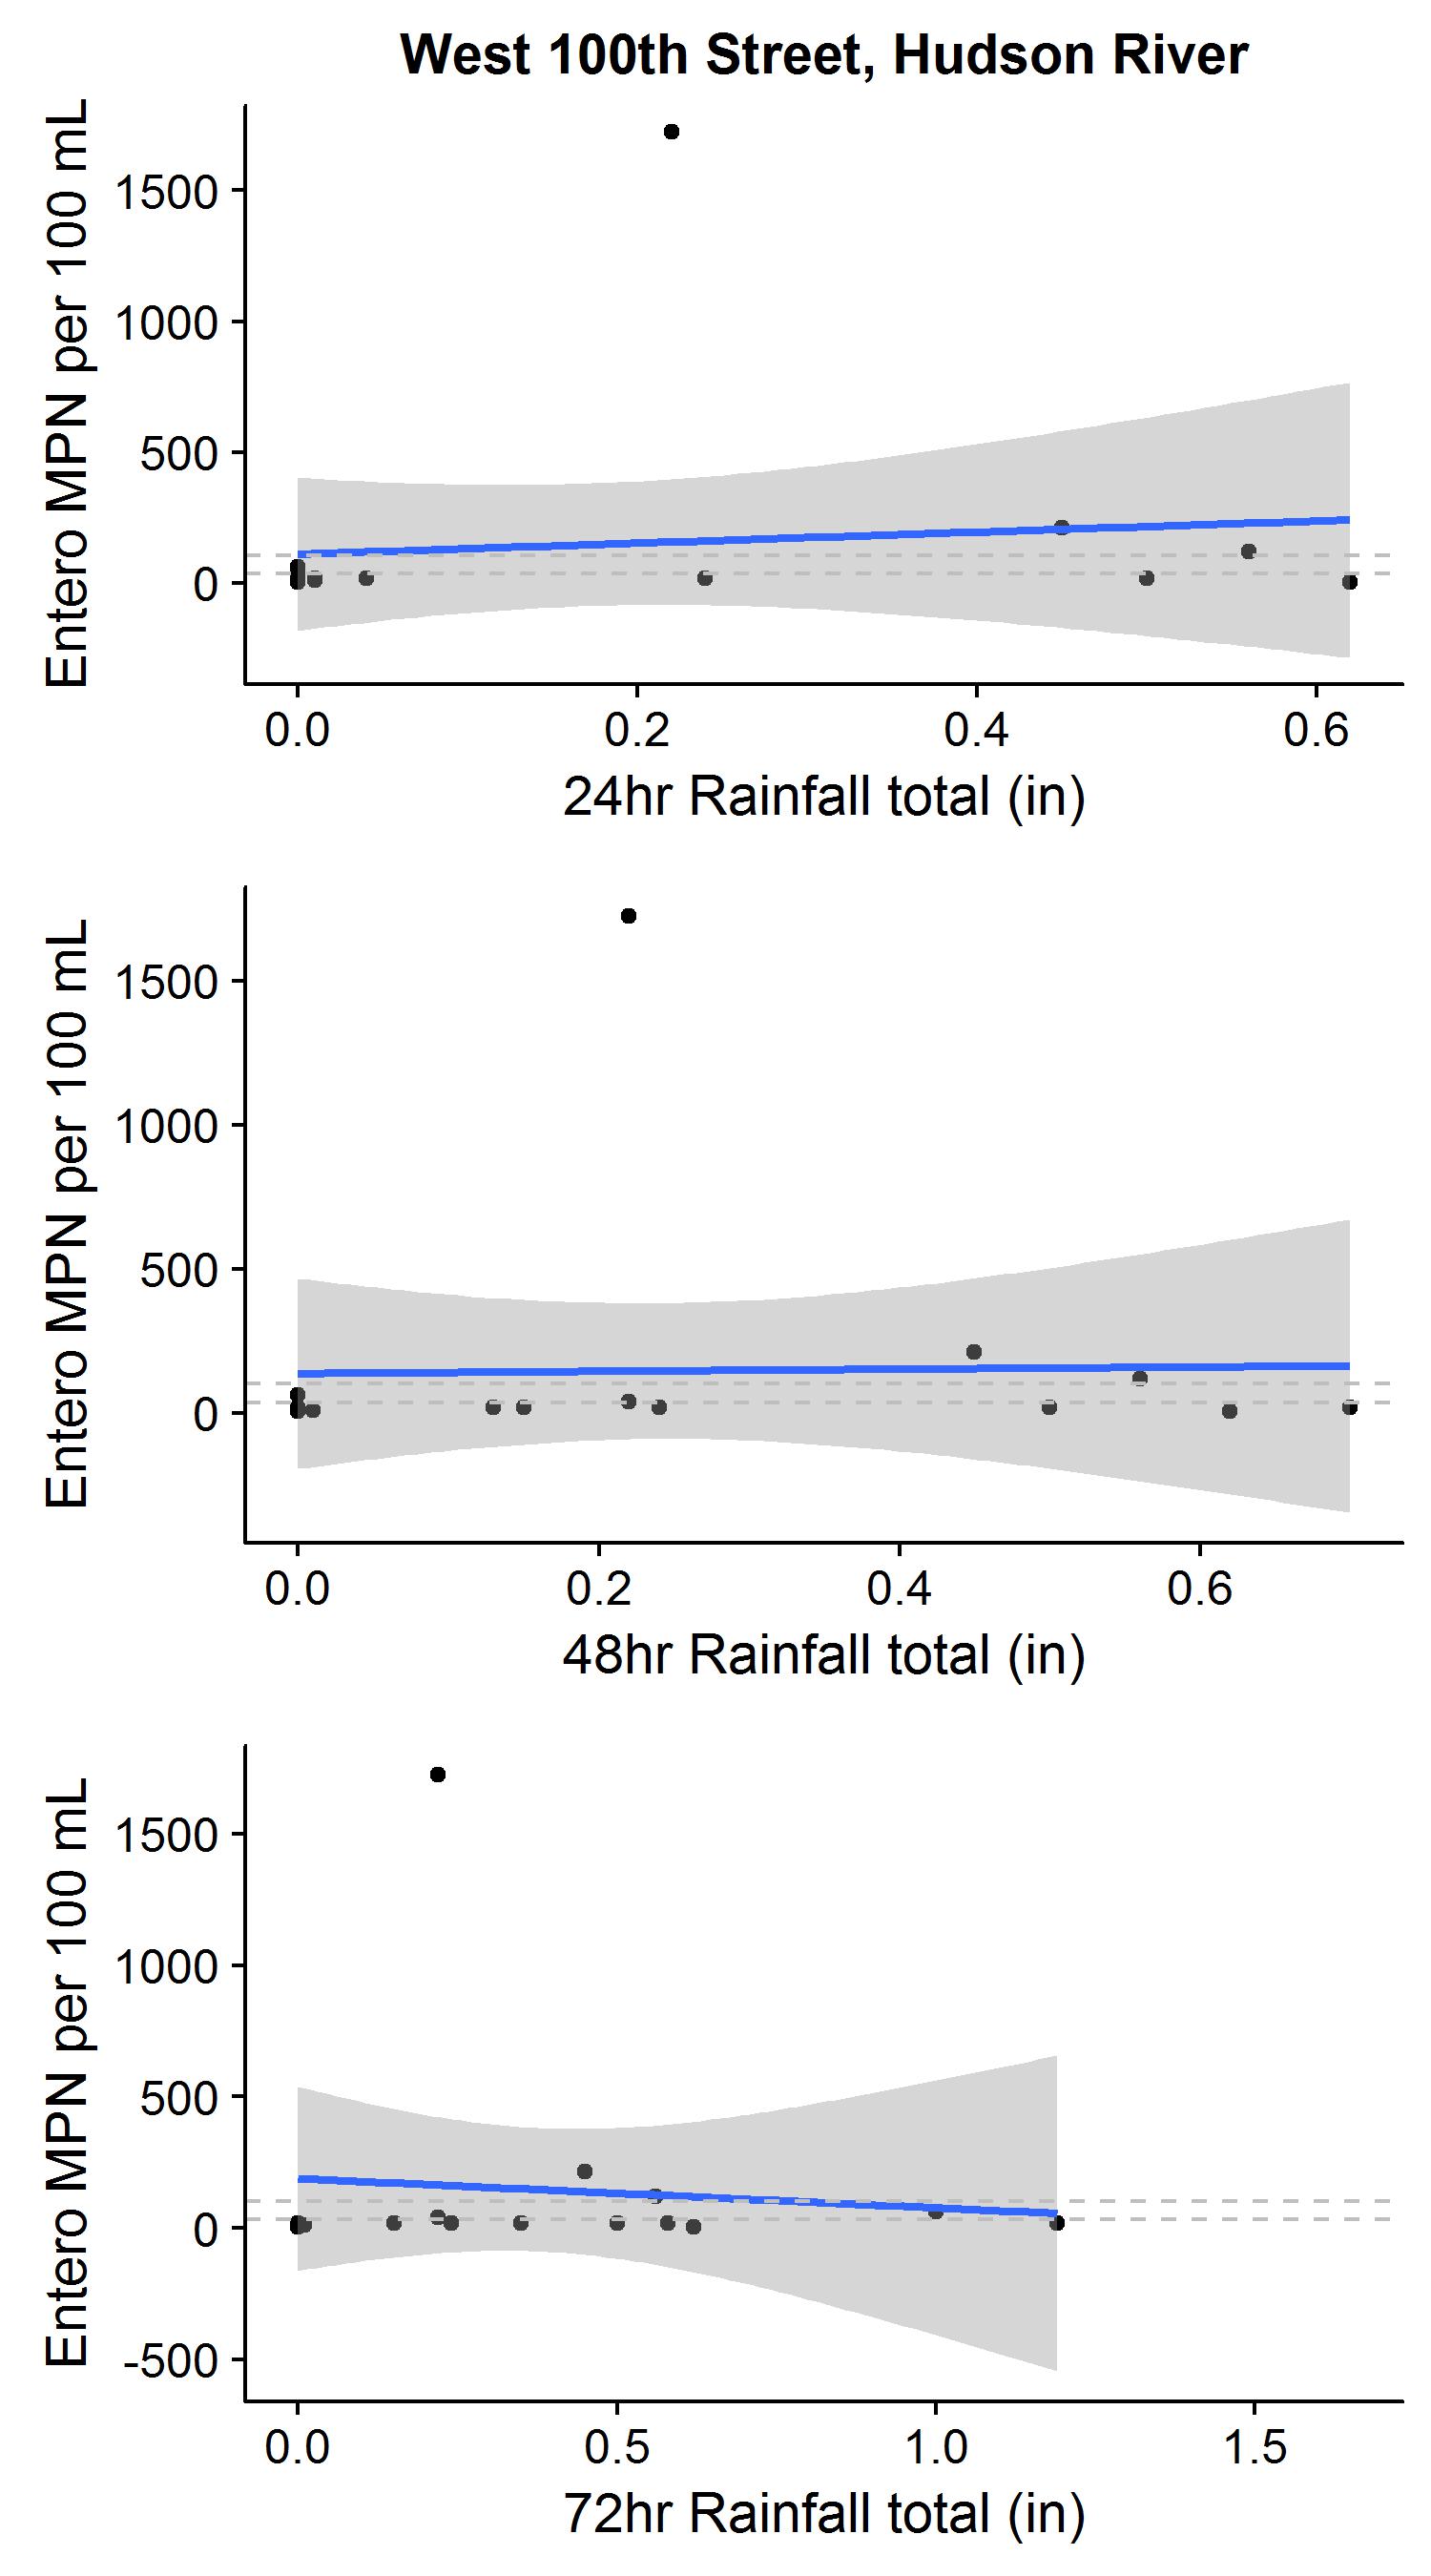 West 100th Street, Hudson River
Entero MPN per 100 mL
1500
1000
500
0
0.0 0.2 0.4 0.6
24hr Rainfall total (in)
Entero MPN per 100 mL
1500
1000
500
0
0.0 0.2 0.4 0.6
48hr Rainfall total (in)
Entero MPN per 100 mL
1500
1000
500
0
-500
0.0 0.5 1.0 1.5
72hr Rainfall total (in)